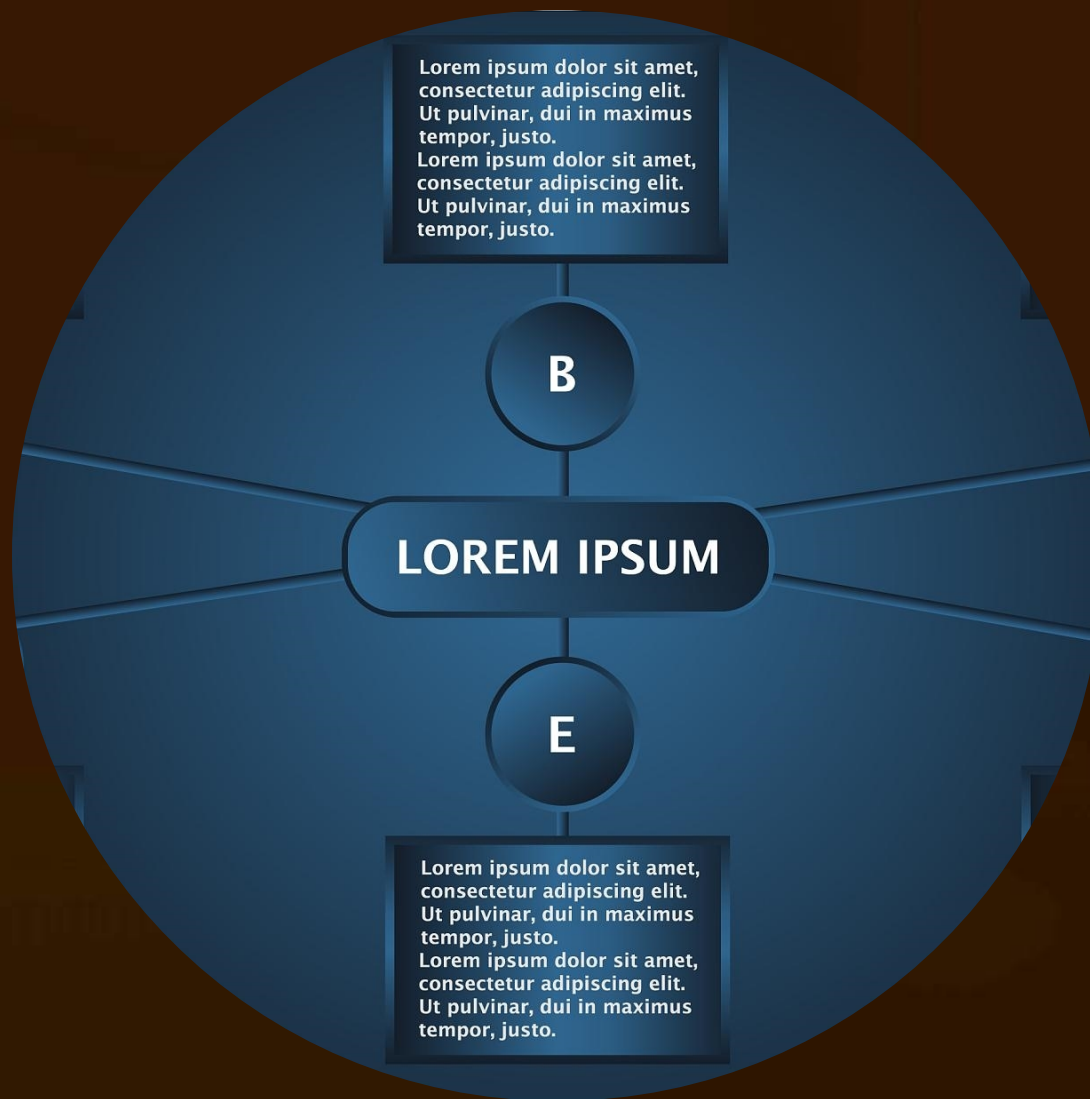 Lorem ipsum dolor sit amet,
consectetur adipiscing elit.
Ut pulvinar, dui in maximus
tempor, justo.
Lorem ipsum dolor sit amet,
consectetur adipiscing elit.
Ut pulvinar, dui in maximus
tempor, justo.
B
LOREM IPSUM
E
Lorem ipsum dolor sit amet,
consectetur adipiscing elit.
Ut pulvinar, dui in maximus
tempor, justo.
Lorem ipsum dolor sit amet,
consectetur adipiscing elit.
Ut pulvinar, dui in maximus
tempor, justo.